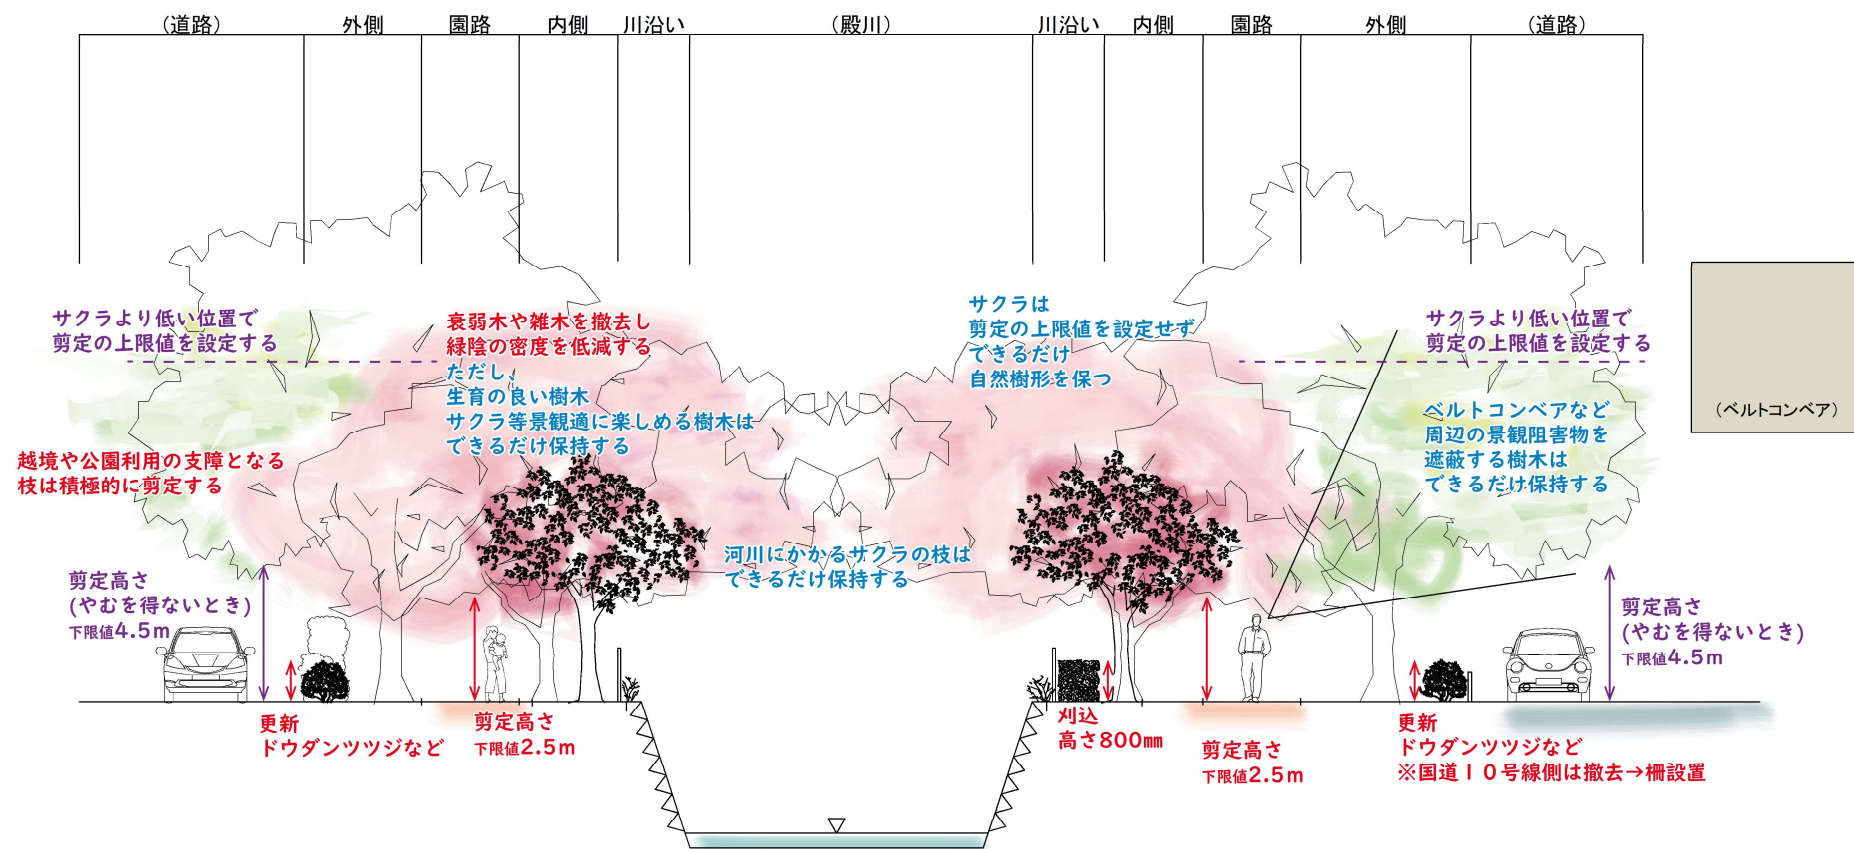 (道路)
外側
園路
内側
川沿い
(殿川)
川沿い
内側
園路
外側
(道路)
サクラより低い位置で
剪定の上限値を設定する
衰弱木や雑木を撤去し
緑陰の密度を低減する
ただし、
生育の良い樹木
サクラ等景観適に楽しめる樹木は
できるだけ保持する
サクラは
剪定の上限値を設定せず
できるだけ
自然樹形を保つ
サクラより低い位置で
剪定の上限値を設定する
(ベルトコンベア)
ベルトコンベアなど
周辺の景観阻害物を
遮蔽する樹木は
できるだけ保持する
越境や公園利用の支障となる
枝は積極的に剪定する
河川にかかるサクラの枝は
できるだけ保持する
剪定高さ
(やむを得ないとき)
下限値4.5m
剪定高さ
(やむを得ないとき)
下限値4.5m
更新
ドウダンツツジなど
剪定高さ
下限値2.5m
刈込
高さ800㎜
剪定高さ
下限値2.5m
更新
ドウダンツツジなど
※国道10号線側は撤去→柵設置